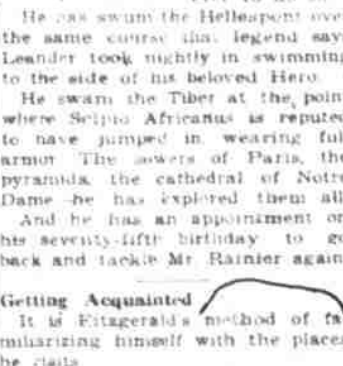 He has swum the Hellespont over
the same course that legend says
Leander took nightly in swimming
to the side of his beloved Hero.
He swam the Tiber at the point
where Scipio Africanus is reputed
to have jumped in wearing full
armor. The sewers of Paris, the
pyramids, the cathedral of Notre
Dame—he has explored them all
And he has an appointment on
his seventy-fifth birthday to go
back and tackle Mt. Rainier again
Getting Acquainted
It is Fitzgerald's method of fa-
miliarizing himself with the places
he visits